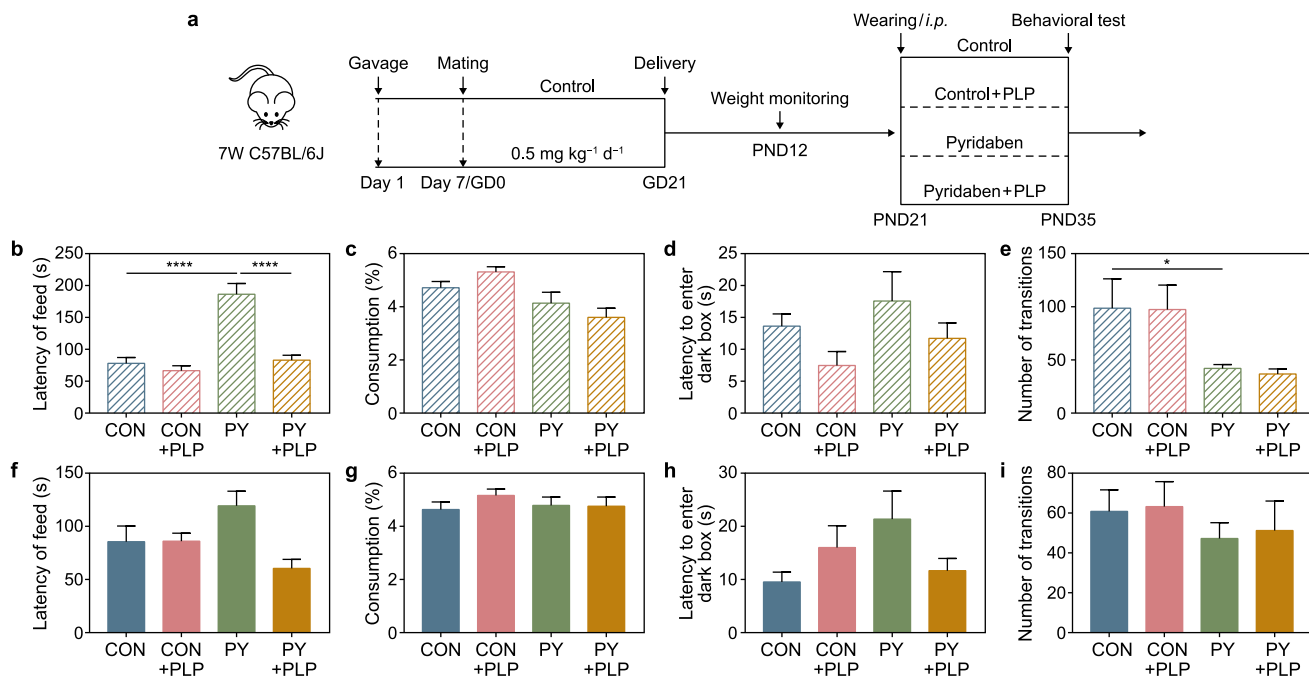 a
Wearing/i.p.
Behavioral test
Gavage
Mating
Control
Delivery
Control
Weight monitoring
Control+PLP
Pyridaben
Pyridaben+PLP
7W C57BL/6J
0.5 mg kg⁻¹ d⁻¹
PND12
Day 1
Day 7/GD0
GD21
PND21
PND35
b
Latency of feed (s)
250
200
150
100
50
0
****
****
CON
CON
+PLP
PY
PY
+PLP
c
Consumption (%)
6
4
2
0
CON
CON
+PLP
PY
PY
+PLP
d
Latency to enter
dark box (s)
25
20
15
10
5
0
CON
CON
+PLP
PY
PY
+PLP
e
Number of transitions
150
100
50
0
*
CON
CON
+PLP
PY
PY
+PLP
f
Latency of feed (s)
150
100
50
0
CON
CON
+PLP
PY
PY
+PLP
g
Consumption (%)
6
4
2
0
CON
CON
+PLP
PY
PY
+PLP
h
Latency to enter
dark box (s)
30
20
10
0
CON
CON
+PLP
PY
PY
+PLP
i
Number of transitions
80
60
40
20
0
CON
CON
+PLP
PY
PY
+PLP